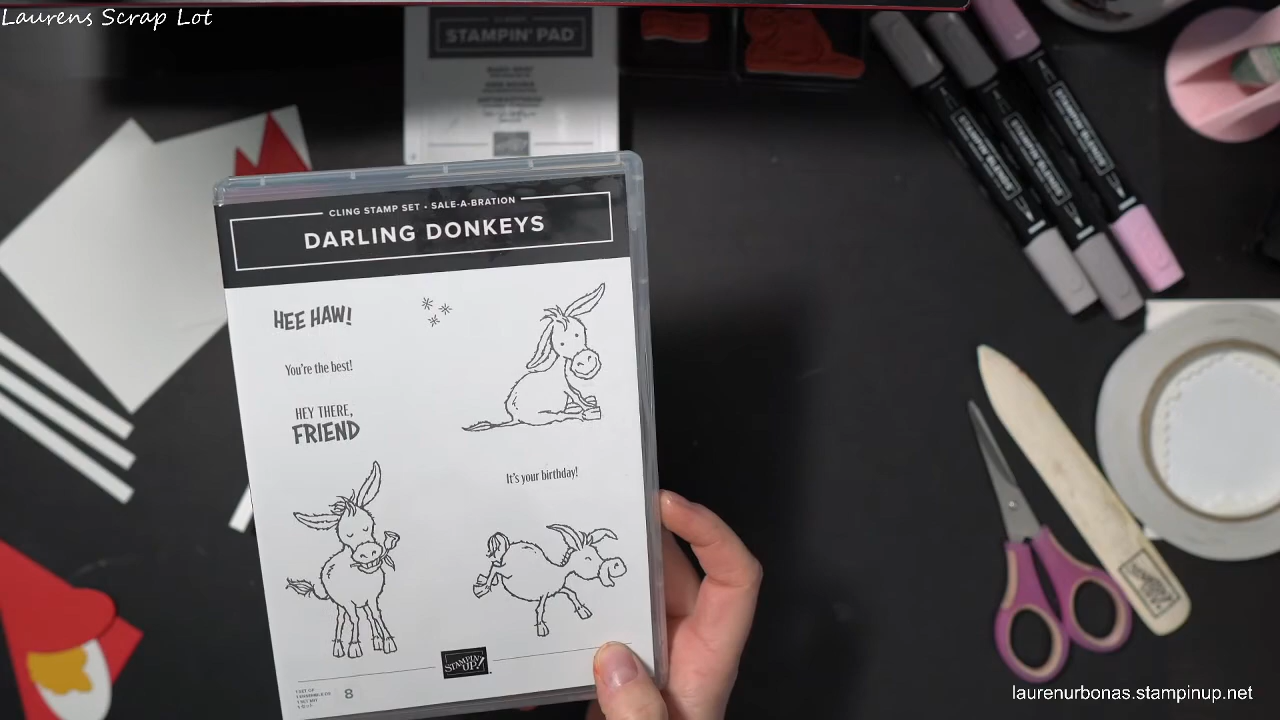 Laurens Scrap Lot
CLASSIC
STAMPIN' PAD
STAMPIN' BLENDS
STAMPIN' BLENDS
STAMPIN' BLENDS
CLING STAMP SET • SALE-A-BRATION
DARLING DONKEYS
HEE HAW!
You're the best!
HEY THERE,
FRIEND
It's your birthday!
STAMPIN' UP!
8
laurenurbonas.stampinup.net